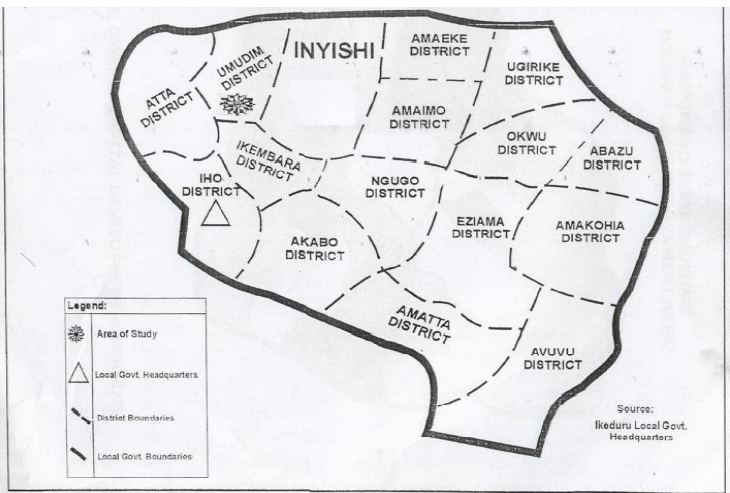 INYISHI
AMAEKE
DISTRICT
UGIRIKE
DISTRICT
UMUDIM
DISTRICT
ATTA
DISTRICT
AMAIMO
DISTRICT
OKWU
DISTRICT
ABAZU
DISTRICT
IKEMBARA
DISTRICT
IHO
DISTRICT
NGUGO
DISTRICT
EZIAMA
DISTRICT
AMAKOHIA
DISTRICT
AKABO
DISTRICT
AMATTA
DISTRICT
AVUVU
DISTRICT
Legend:
Area of Study
Local Govt. Headquarters
District Boundaries
Local Govt. Boundaries
Source:
Ikeduru Local Govt.
Headquarters